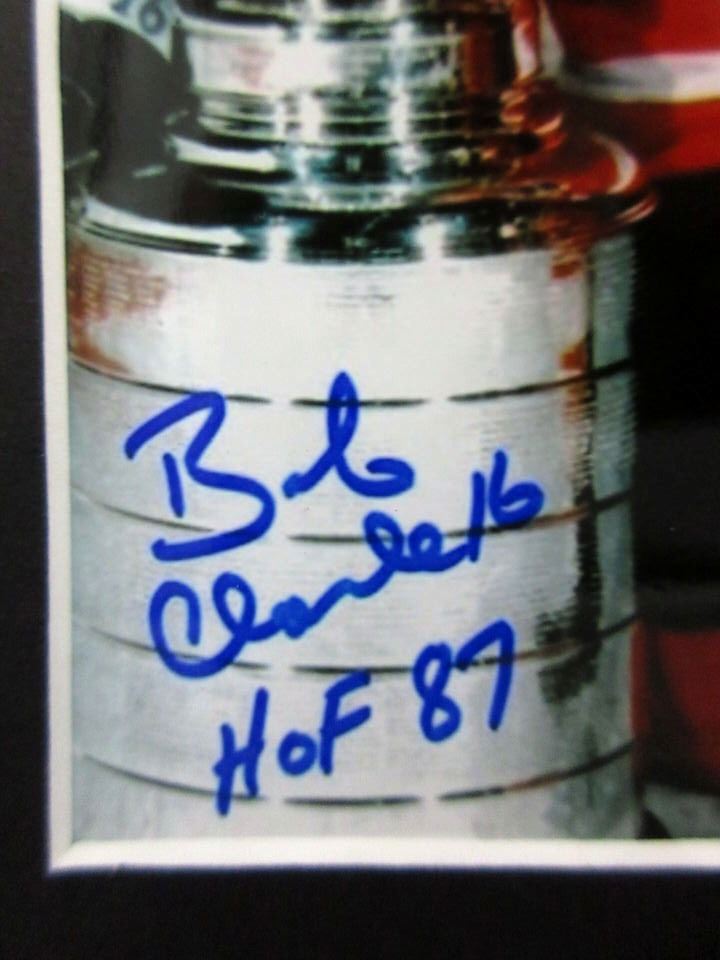 Bob
Clarke 16
HOF 87